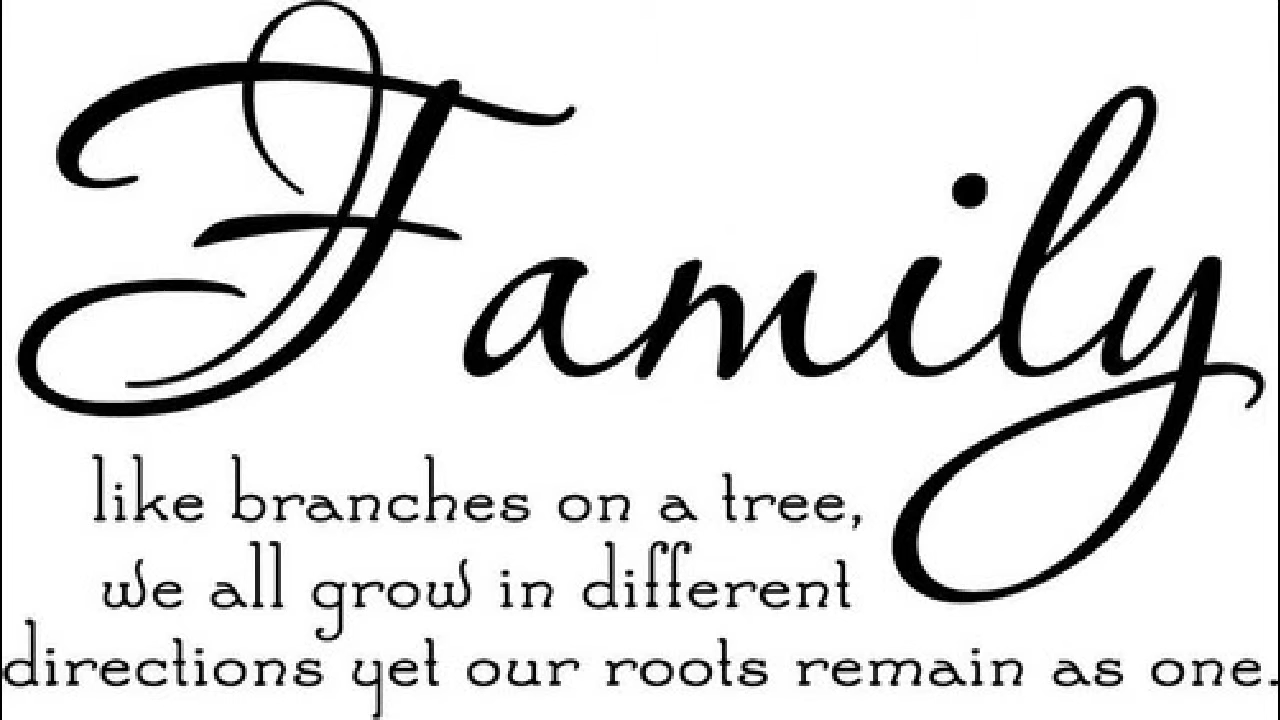 Family
like branches on a tree,
we all grow in different
directions yet our roots remain as one.